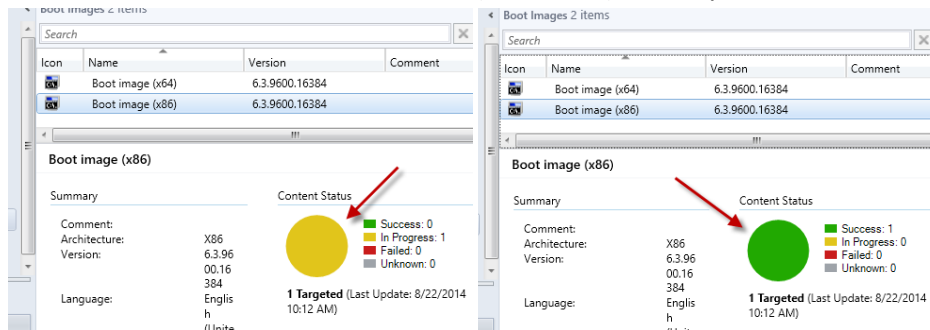 Boot Images 2 items
Search
Icon Name Version Comment
Boot image (x64) 6.3.9600.16384
Boot image (x86) 6.3.9600.16384
Boot image (x86)
Summary
Content Status
Comment:
Architecture: X86
Version: 6.3.96
00.16
384
Language: Englis
h
(Unite
Success: 0
In Progress: 1
Failed: 0
Unknown: 0
1 Targeted (Last Update: 8/22/2014
10:12 AM)
Boot Images 2 items
Search
Icon Name Version Comment
Boot image (x64) 6.3.9600.16384
Boot image (x86) 6.3.9600.16384
Boot image (x86)
Summary
Content Status
Comment:
Architecture: X86
Version: 6.3.96
00.16
384
Language: Englis
h
Success: 1
In Progress: 0
Failed: 0
Unknown: 0
1 Targeted (Last Update: 8/22/2014
10:12 AM)